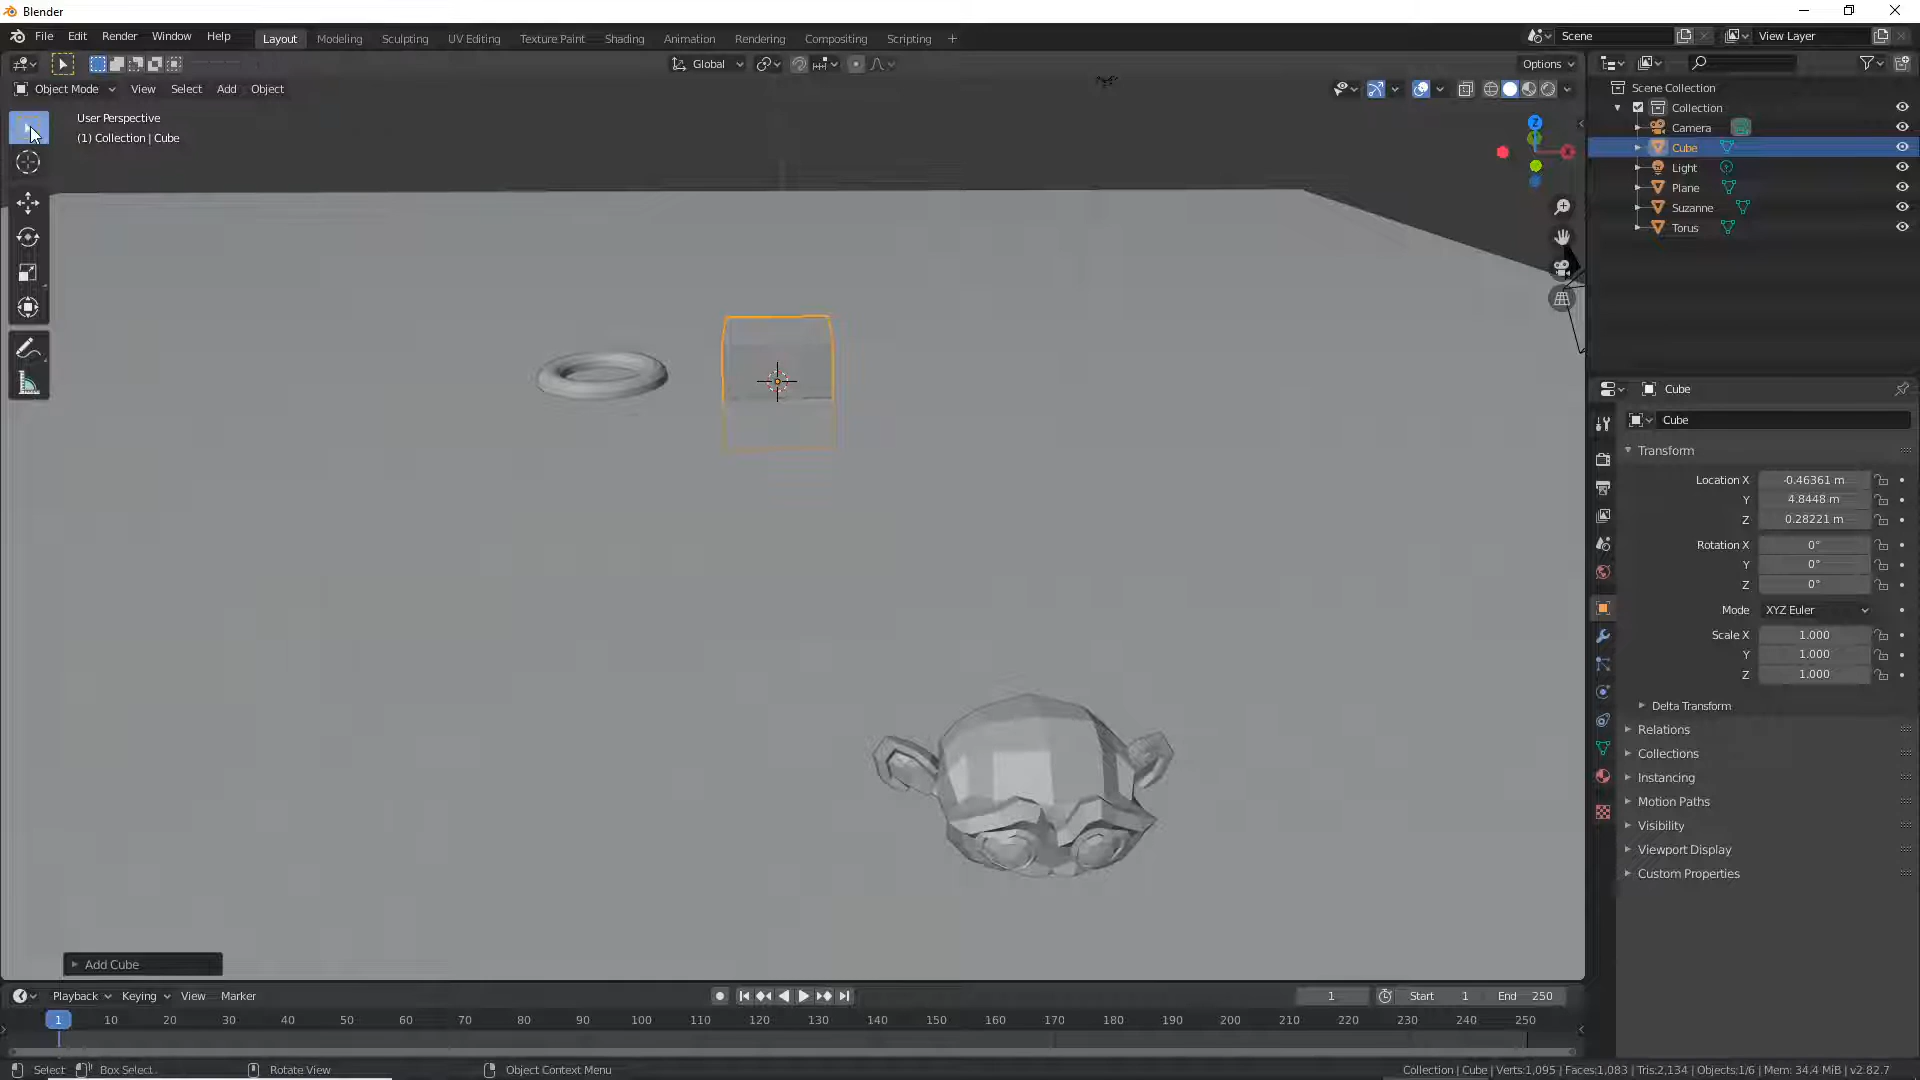 Blender
File Edit Render Window Help Layout Modeling Sculpting UV Editing Texture Paint Shading Animation Rendering Compositing Scripting Scene View Layer
Global Options
Object Mode View Select Add Object
User Perspective
(1) Collection | Cube
Z
Scene Collection
Collection
Camera
Cube
Light
Plane
Suzanne
Torus
Cube
Cube
Transform
Location X -0.46361 m
Y 4.8448 m
Z 0.28221 m
Rotation X 0°
Y 0°
Z 0°
Mode XYZ Euler
Scale X 1.000
Y 1.000
Z 1.000
Delta Transform
Relations
Collections
Instancing
Motion Paths
Visibility
Viewport Display
Custom Properties
Add Cube
Playback Keying View Marker 1 Start 1 End 250
1 10 20 30 40 50 60 70 80 90 100 110 120 130 140 150 160 170 180 190 200 210 220 230 240 250
Select Box Select Rotate View Object Context Menu Collection | Cube | Verts:1,095 | Faces:1,083 | Tris:2,134 | Objects:1/6 | Mem: 34.4 MiB | v2.82.7